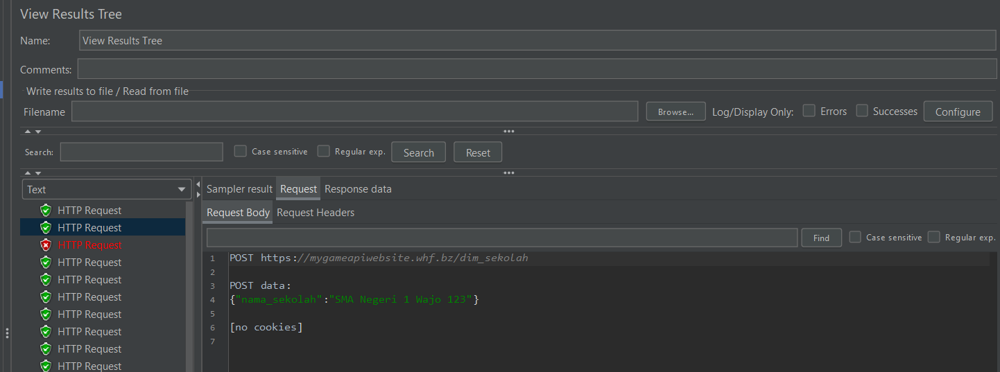 View Results Tree
Name: View Results Tree
Comments:
Write results to file / Read from file
Filename Browse... Log/Display Only: Errors Successes Configure
Search: Case sensitive Regular exp. Search Reset
Text
Sampler result Request Response data
HTTP Request
Request Body Request Headers
HTTP Request
HTTP Request
Find Case sensitive Regular exp.
HTTP Request
HTTP Request
HTTP Request
HTTP Request
HTTP Request
HTTP Request
HTTP Request
1 POST https://mygameapiwebsite.whf.bz/dim_sekolah
2
3 POST data:
4 {"nama_sekolah":"SMA Negeri 1 Wajo 123"}
5
6 [no cookies]
7